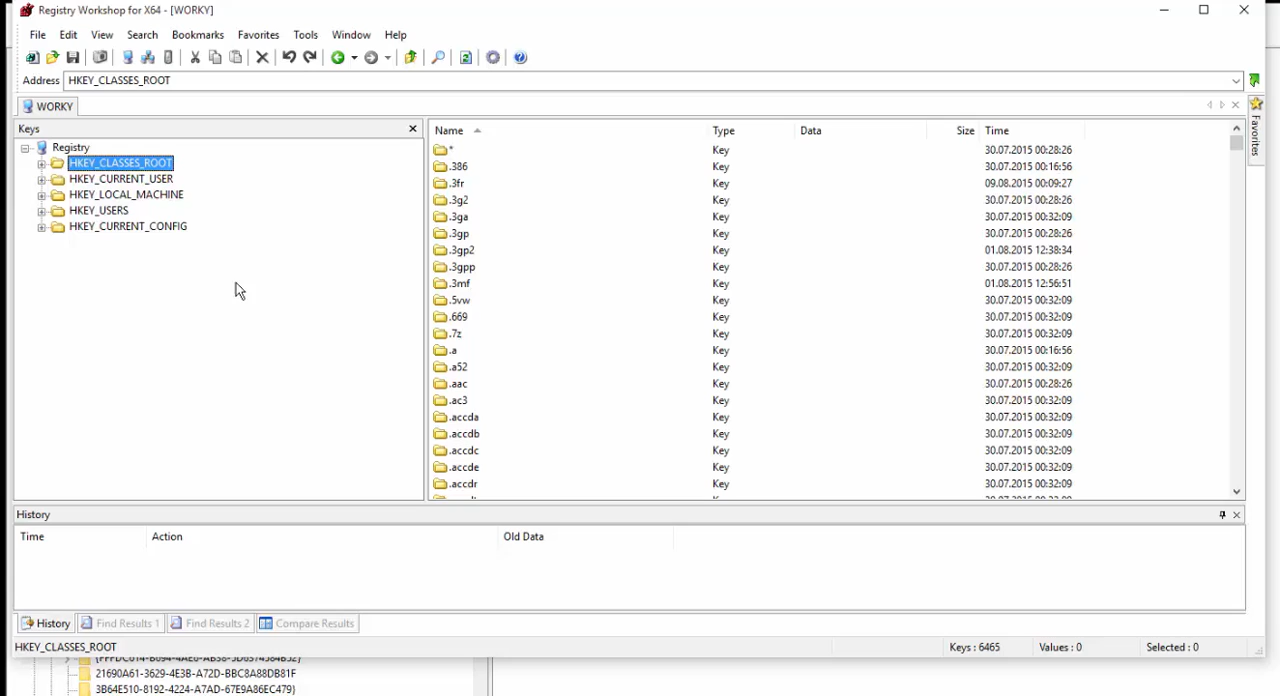 Registry Workshop for X64 - [WORKY]
File Edit View Search Bookmarks Favorites Tools Window Help
Address HKEY_CLASSES_ROOT
WORKY
Favorites
Keys
Registry
HKEY_CLASSES_ROOT
HKEY_CURRENT_USER
HKEY_LOCAL_MACHINE
HKEY_USERS
HKEY_CURRENT_CONFIG
Name Type Data Size Time
* Key 30.07.2015 00:28:26
.386 Key 30.07.2015 00:16:56
.3fr Key 09.08.2015 00:09:27
.3g2 Key 30.07.2015 00:28:26
.3ga Key 30.07.2015 00:32:09
.3gp Key 30.07.2015 00:28:26
.3gp2 Key 01.08.2015 12:38:34
.3gpp Key 30.07.2015 00:28:26
.3mf Key 01.08.2015 12:56:51
.5vw Key 30.07.2015 00:32:09
.669 Key 30.07.2015 00:32:09
.7z Key 30.07.2015 00:32:09
.a Key 30.07.2015 00:16:56
.a52 Key 30.07.2015 00:32:09
.aac Key 30.07.2015 00:28:26
.ac3 Key 30.07.2015 00:32:09
.accda Key 30.07.2015 00:32:09
.accdb Key 30.07.2015 00:32:09
.accdc Key 30.07.2015 00:32:09
.accde Key 30.07.2015 00:32:09
.accdr Key 30.07.2015 00:32:09
History
Time Action Old Data
History Find Results 1 Find Results 2 Compare Results
HKEY_CLASSES_ROOT Keys : 6465 Values : 0 Selected : 0
21690A61-3629-4E3B-A72D-BBC8A88DB81F
3B64E510-8192-4224-A7AD-67E9A86EC479}